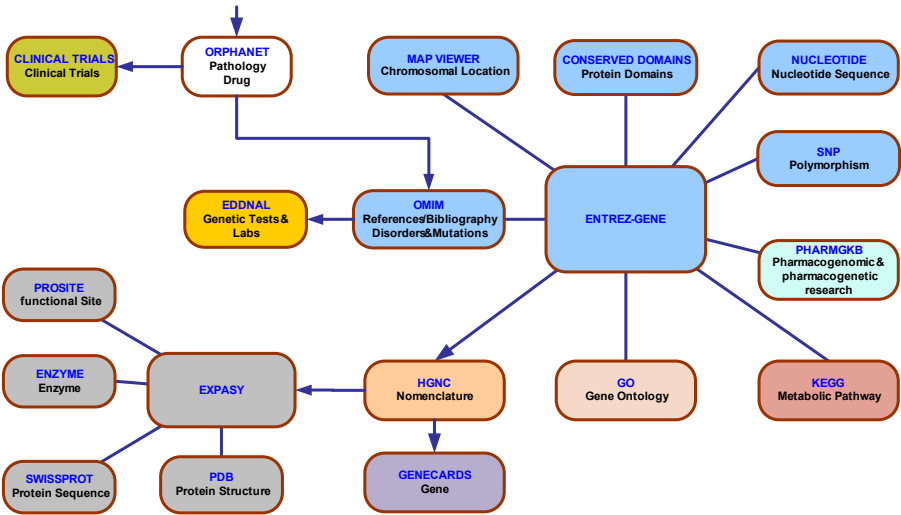 CLINICAL TRIALS
Clinical Trials
ORPHANET
Pathology
Drug
MAP VIEWER
Chromosomal Location
CONSERVED DOMAINS
Protein Domains
NUCLEOTIDE
Nucleotide Sequence
SNP
Polymorphism
EDDNAL
Genetic Tests &
Labs
OMIM
References/Bibliography
Disorders&Mutations
ENTREZ-GENE
PHARMGKB
Pharmacogenomic &
pharmacogenetic
research
PROSITE
functional Site
ENZYME
Enzyme
EXPASY
HGNC
Nomenclature
GO
Gene Ontology
KEGG
Metabolic Pathway
SWISSPROT
Protein Sequence
PDB
Protein Structure
GENECARDS
Gene